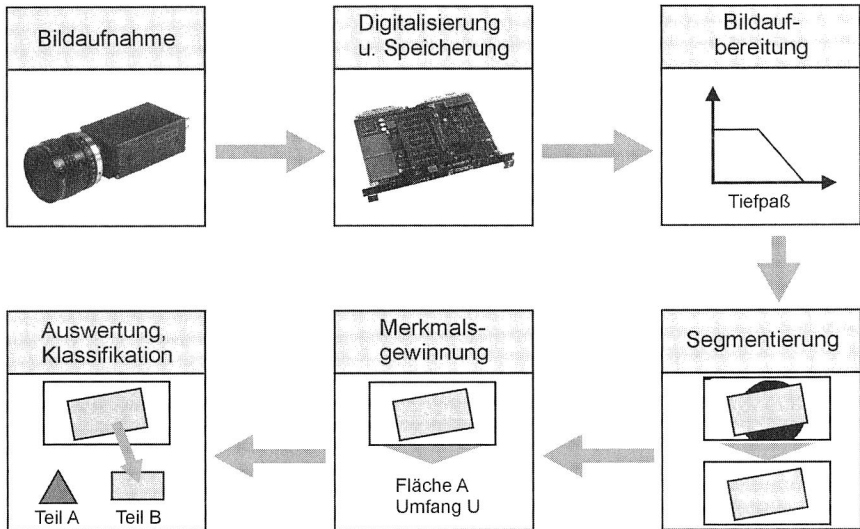 Bildaufnahme
Digitalisierung
u. Speicherung
Bildauf-
bereitung
Tiefpaß
Segmentierung
Merkmals-
gewinnung
Fläche A
Umfang U
Auswertung,
Klassifikation
Teil A
Teil B